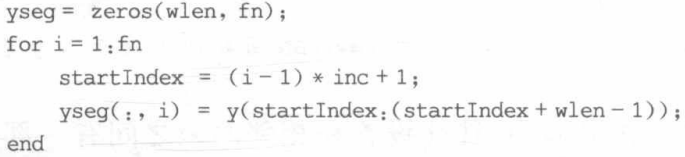 yseg = zeros(wlen, fn);
for i = 1:fn
    startIndex = (i - 1) * inc + 1;
    yseg(:, i) = y(startIndex:(startIndex + wlen - 1));
end